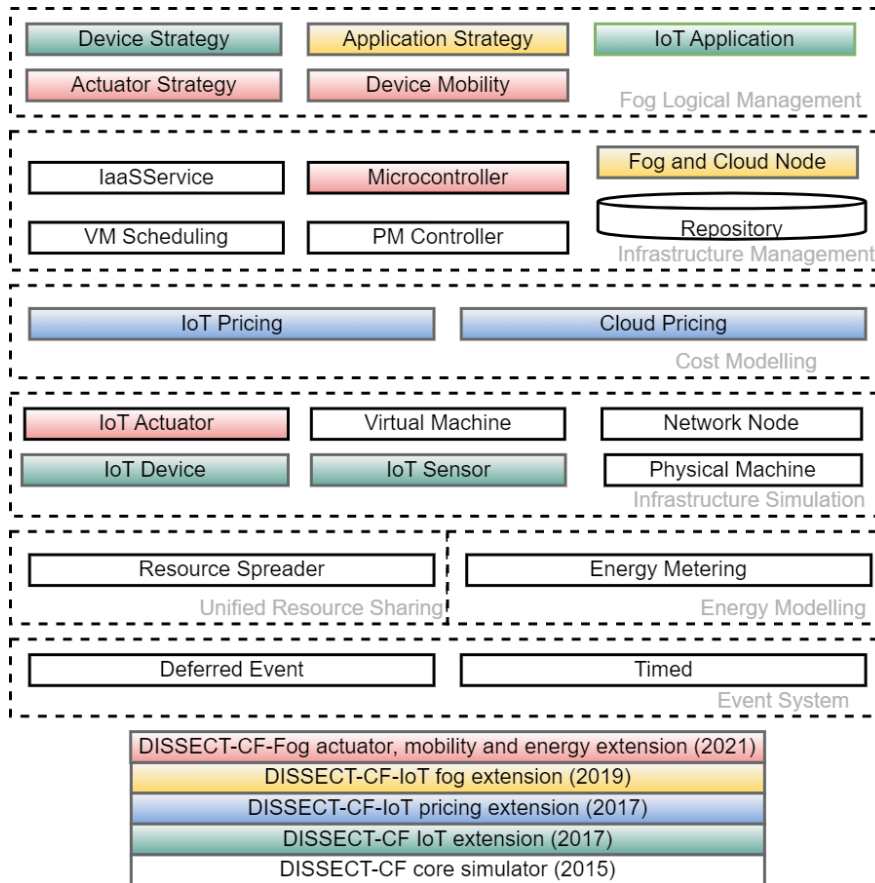 Device Strategy
Application Strategy
IoT Application
Actuator Strategy
Device Mobility
Fog Logical Management
IaaSService
Microcontroller
Fog and Cloud Node
VM Scheduling
PM Controller
Repository
Infrastructure Management
IoT Pricing
Cloud Pricing
Cost Modelling
IoT Actuator
Virtual Machine
Network Node
IoT Device
IoT Sensor
Physical Machine
Infrastructure Simulation
Resource Spreader
Energy Metering
Unified Resource Sharing
Energy Modelling
Deferred Event
Timed
Event System
DISSECT-CF-Fog actuator, mobility and energy extension (2021)
DISSECT-CF-IoT fog extension (2019)
DISSECT-CF-IoT pricing extension (2017)
DISSECT-CF IoT extension (2017)
DISSECT-CF core simulator (2015)